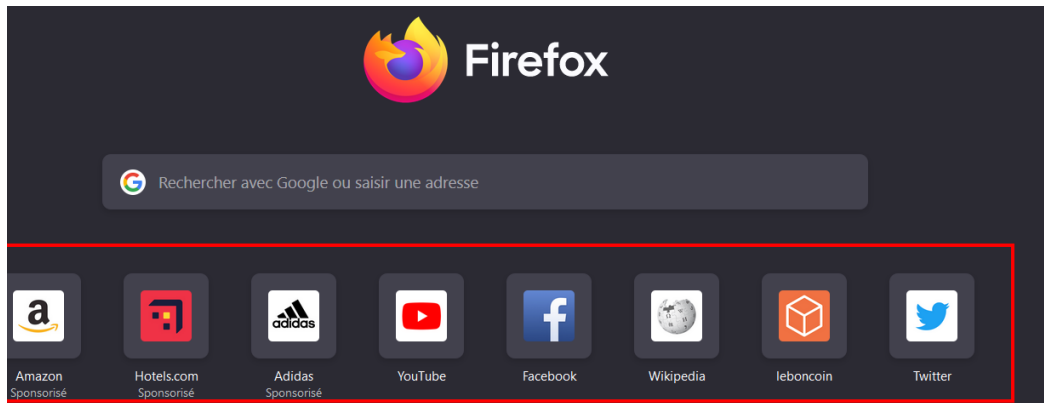 Firefox
Rechercher avec Google ou saisir une adresse
a
adidas
f
Amazon Hotels.com Adidas YouTube Facebook Wikipedia leboncoin Twitter
Sponsorisé Sponsorisé Sponsorisé